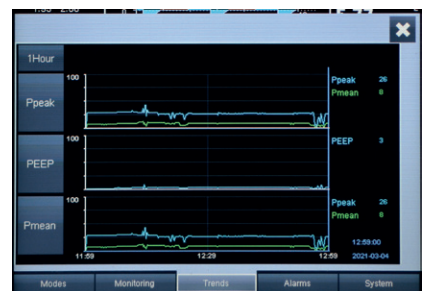 1Hour
Ppeak
100
Ppeak 26
Pmean 8
PEEP
100
PEEP 3
Pmean
100
Ppeak 26
Pmean 8
12:59:00
11:59 12:29 12:59 2021-03-04
Modes Monitoring Trends Alarms System